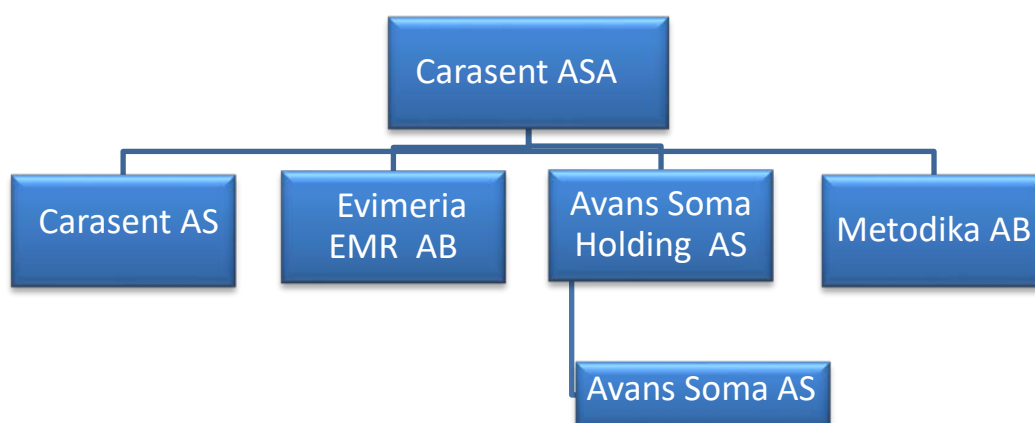 Carasent ASA
Carasent AS
Evimeria
EMR AB
Avans Soma
Holding AS
Metodika AB
Avans Soma AS